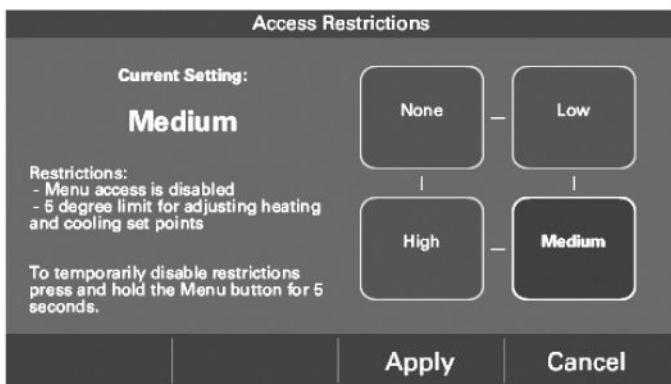 Access Restrictions
Current Setting:
Medium
Restrictions:
- Menu access is disabled
- 5 degree limit for adjusting heating
and cooling set points
To temporarily disable restrictions
press and hold the Menu button for 5
seconds.
None
Low
High
Medium
Apply
Cancel